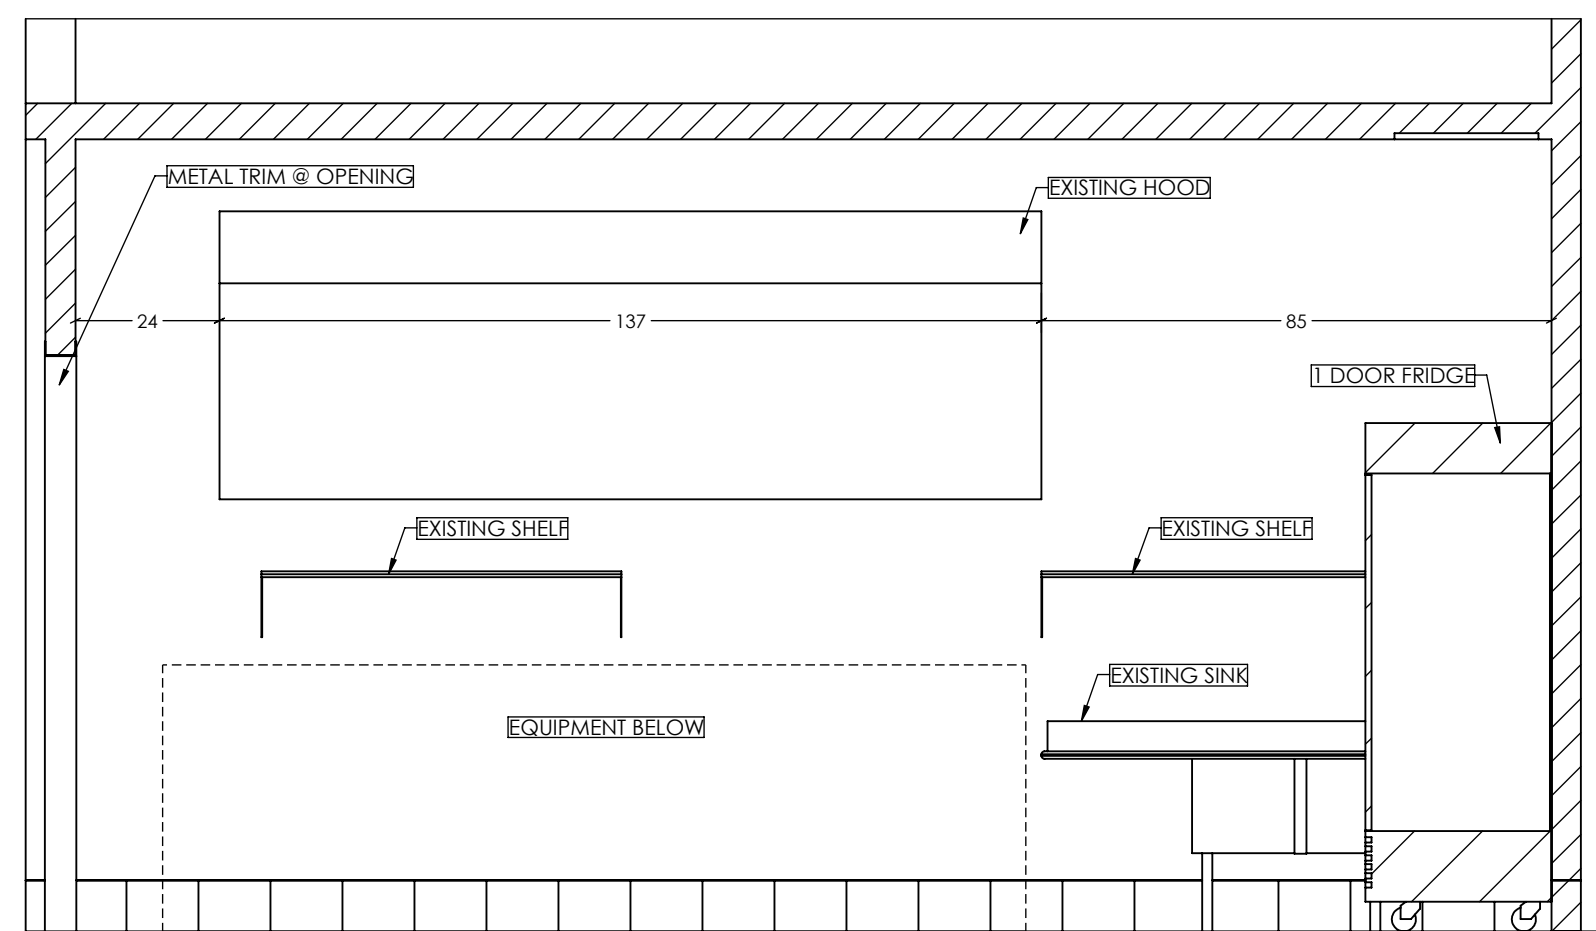 METAL TRIM @ OPENING
EXISTING HOOD
24
137
85
1 DOOR FRIDGE
EXISTING SHELF
EXISTING SHELF
EXISTING SINK
EQUIPMENT BELOW